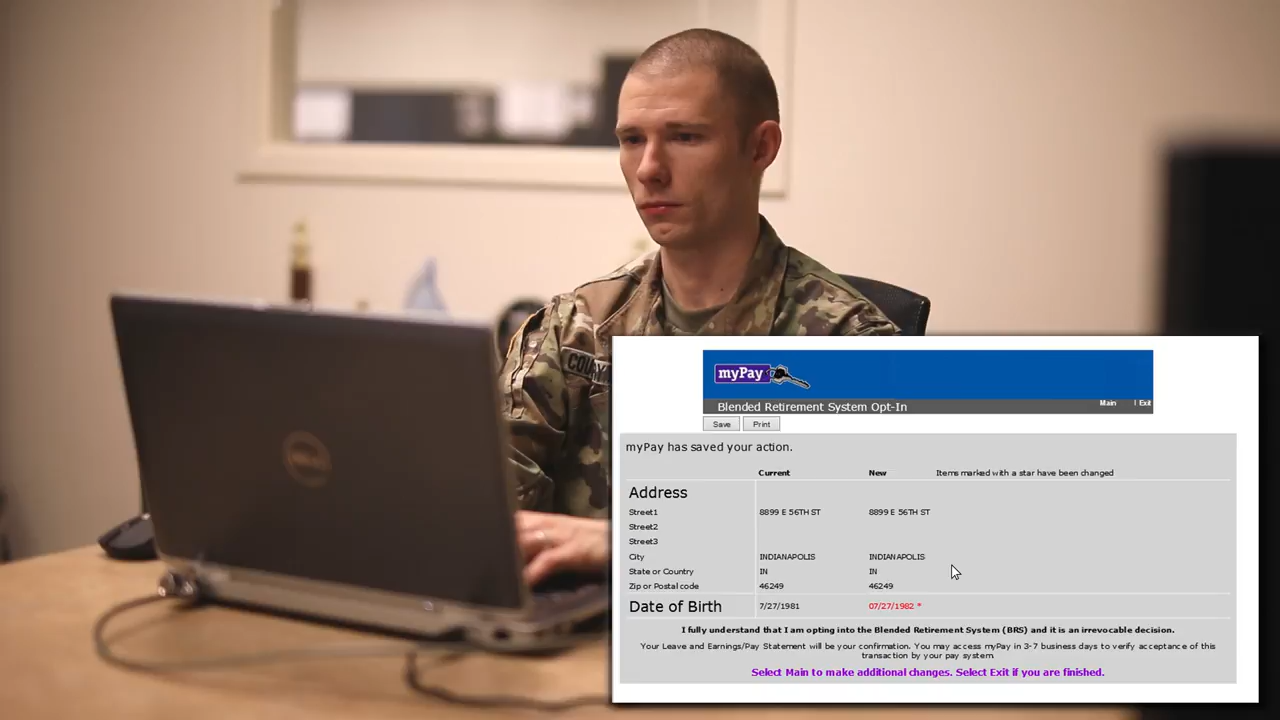 myPay
Blended Retirement System Opt-In
Main | Exit
Save Print
myPay has saved your action.
Current New Items marked with a star have been changed
Address
Street1 8899 E 56TH ST 8899 E 56TH ST
Street2
Street3
City INDIANAPOLIS INDIANAPOLIS
State or Country IN IN
Zip or Postal code 46249 46249
Date of Birth 7/27/1981 07/27/1982 *
I fully understand that I am opting into the Blended Retirement System (BRS) and it is an irrevocable decision.
Your Leave and Earnings/Pay Statement will be your confirmation. You may access myPay in 3-7 business days to verify acceptance of this
transaction by your pay system.
Select Main to make additional changes. Select Exit if you are finished.